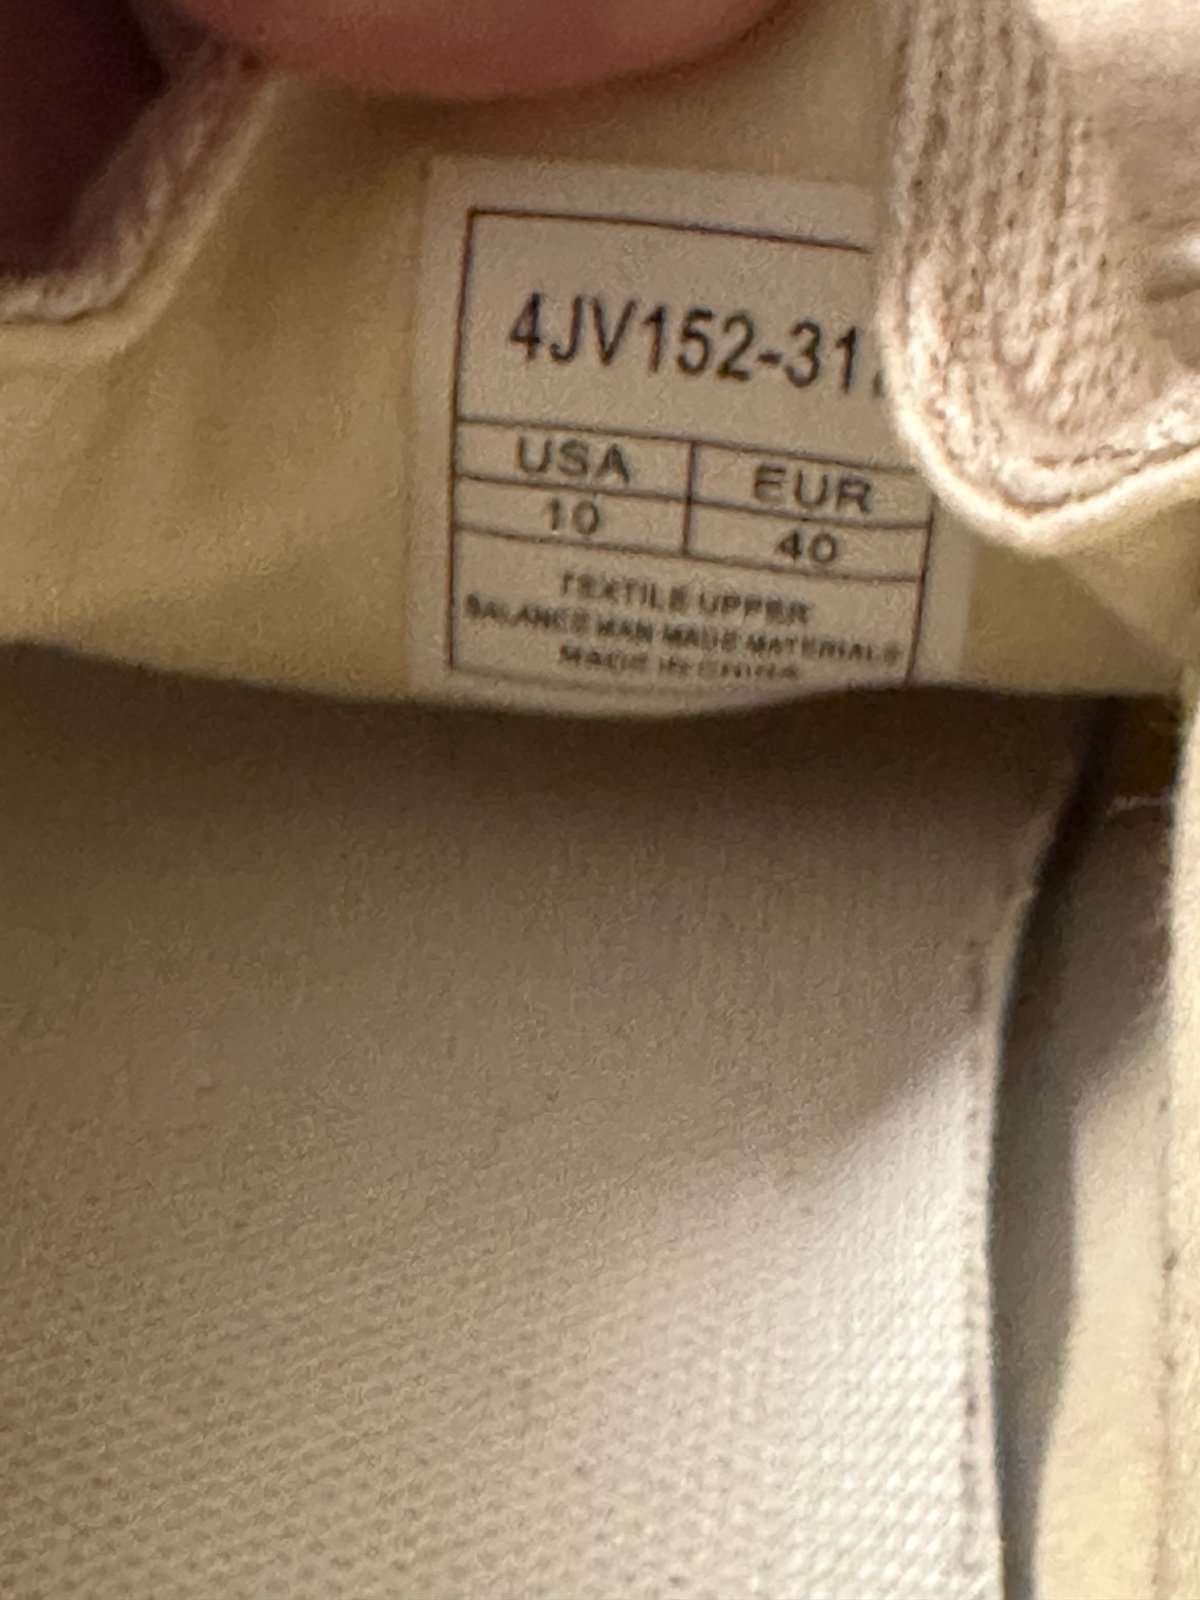 4JV152-31
USA EUR
10 40
TEXTILE UPPER
BALANCE MAN MADE MATERIALS
MADE IN CHINA